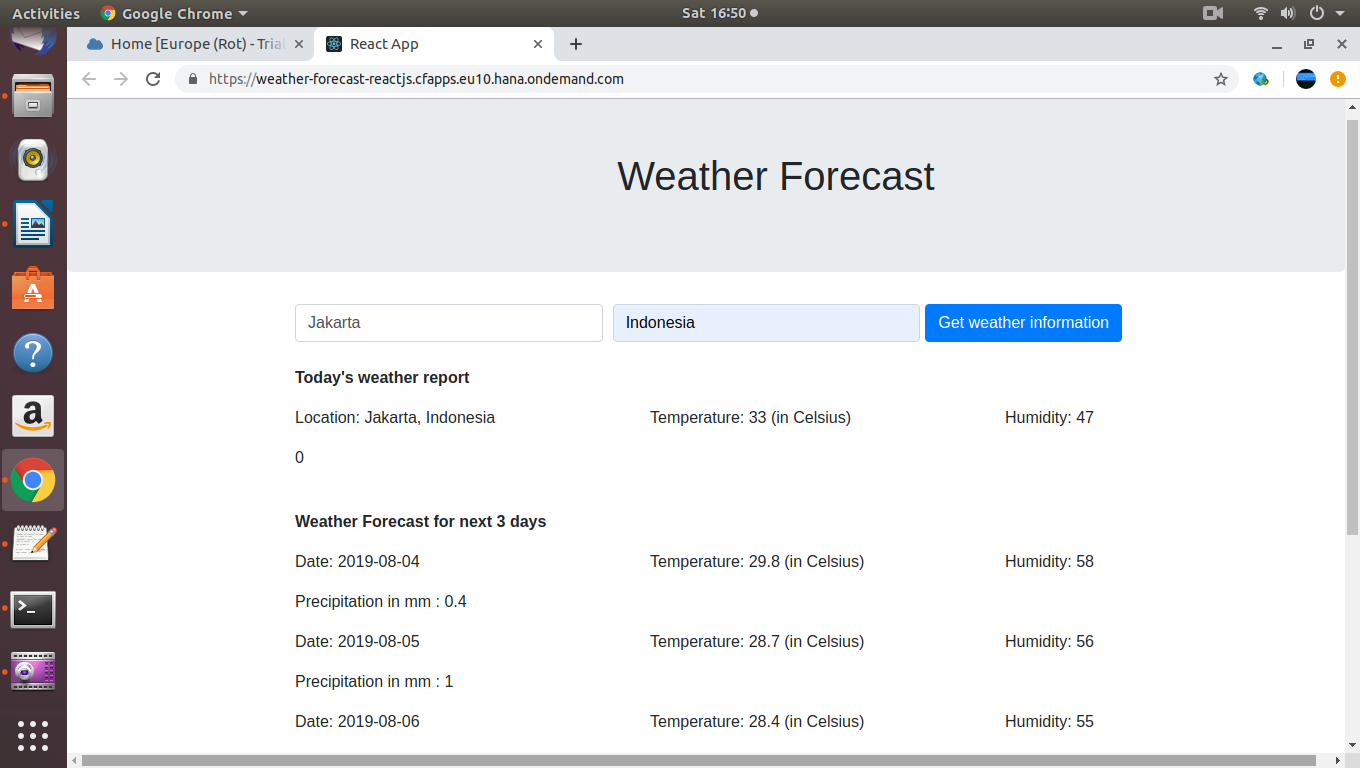 Activities Google Chrome Sat 16:50
Home [Europe (Rot) - Trial React App
https://weather-forecast-reactjs.cfapps.eu10.hana.ondemand.com
Weather Forecast
Jakarta Indonesia Get weather information
Today's weather report
Location: Jakarta, Indonesia Temperature: 33 (in Celsius) Humidity: 47
0
Weather Forecast for next 3 days
Date: 2019-08-04 Temperature: 29.8 (in Celsius) Humidity: 58
Precipitation in mm : 0.4
Date: 2019-08-05 Temperature: 28.7 (in Celsius) Humidity: 56
Precipitation in mm : 1
Date: 2019-08-06 Temperature: 28.4 (in Celsius) Humidity: 55